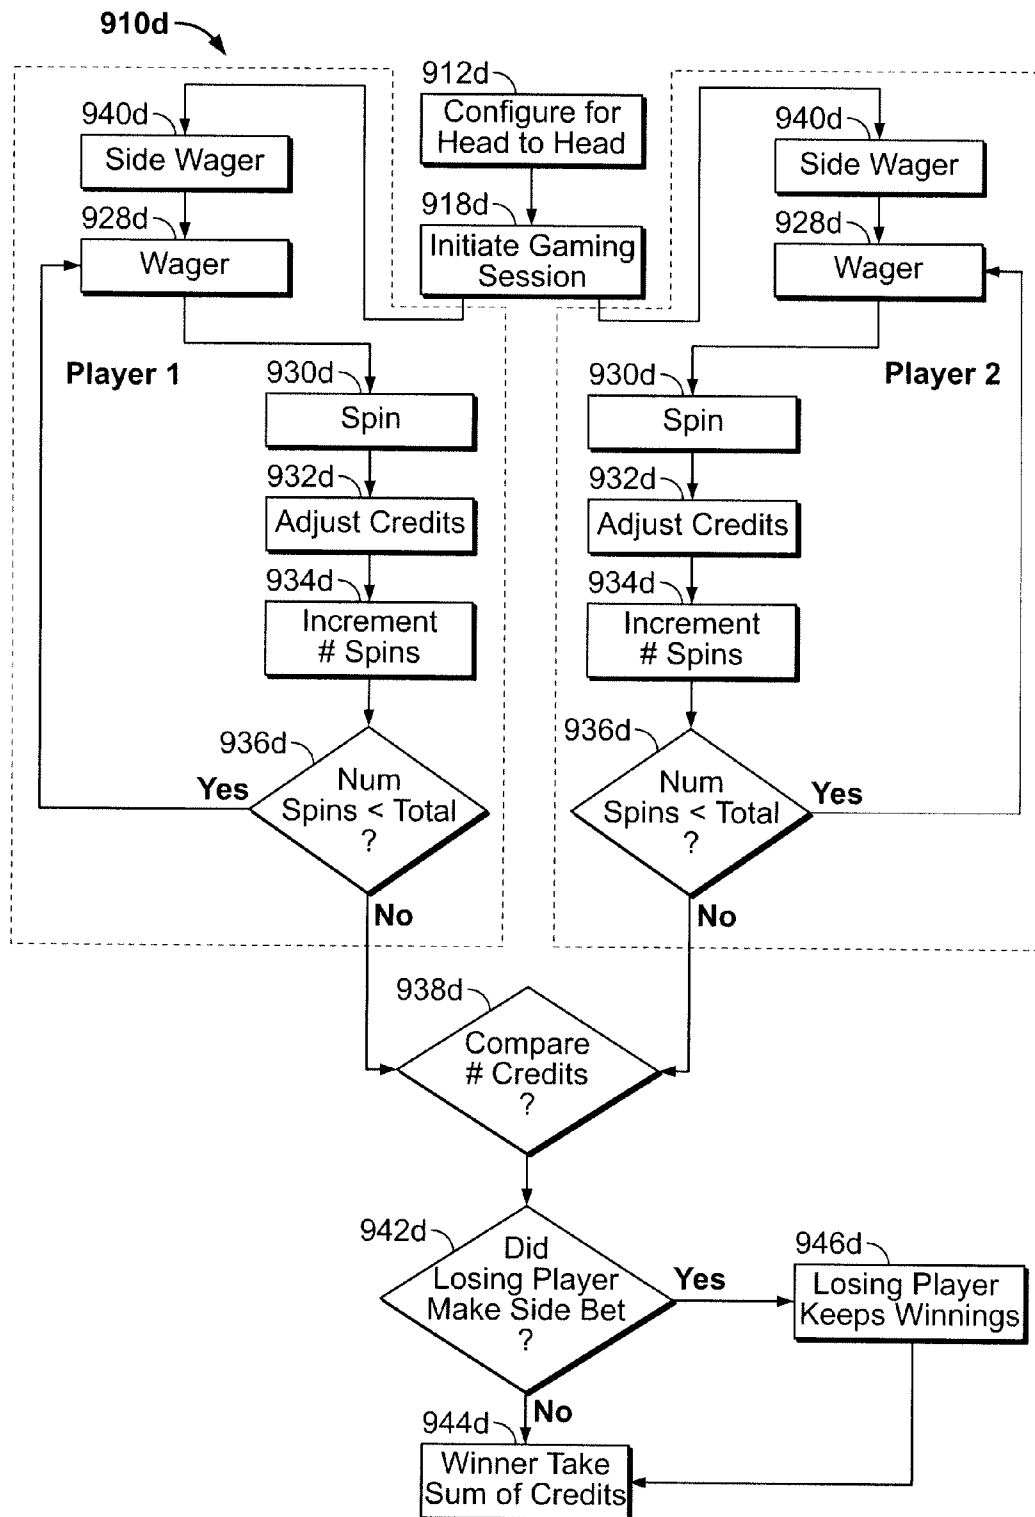 910d
912d
Configure for
Head to Head
918d
Initiate Gaming
Session
940d
Side Wager
928d
Wager
Player 1
930d
Spin
932d
Adjust Credits
934d
Increment
# Spins
936d
Num
Spins < Total
?
Yes
No
940d
Side Wager
928d
Wager
Player 2
930d
Spin
932d
Adjust Credits
934d
Increment
# Spins
936d
Num
Spins < Total
?
Yes
No
938d
Compare
# Credits
?
942d
Did
Losing Player
Make Side Bet
?
Yes
946d
Losing Player
Keeps Winnings
No
944d
Winner Take
Sum of Credits